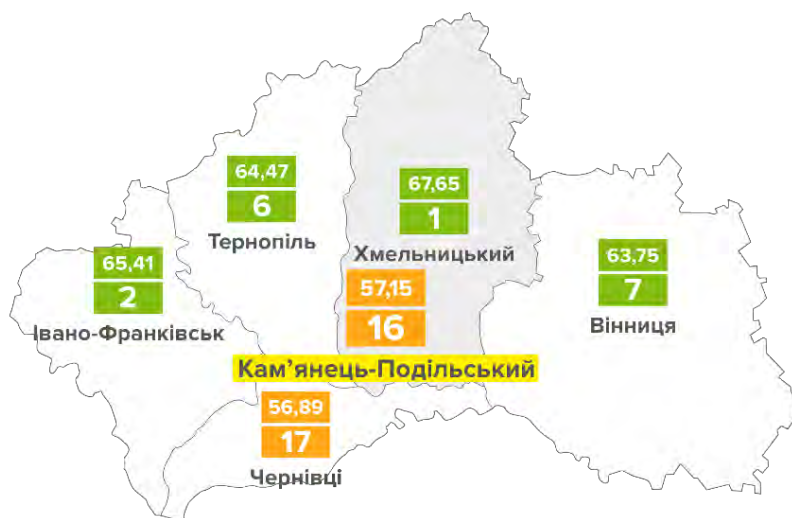 64,47
6
Тернопіль
67,65
1
Хмельницький
65,41
2
Івано-Франківськ
63,75
7
Вінниця
57,15
16
Кам’янець-Подільський
56,89
17
Чернівці